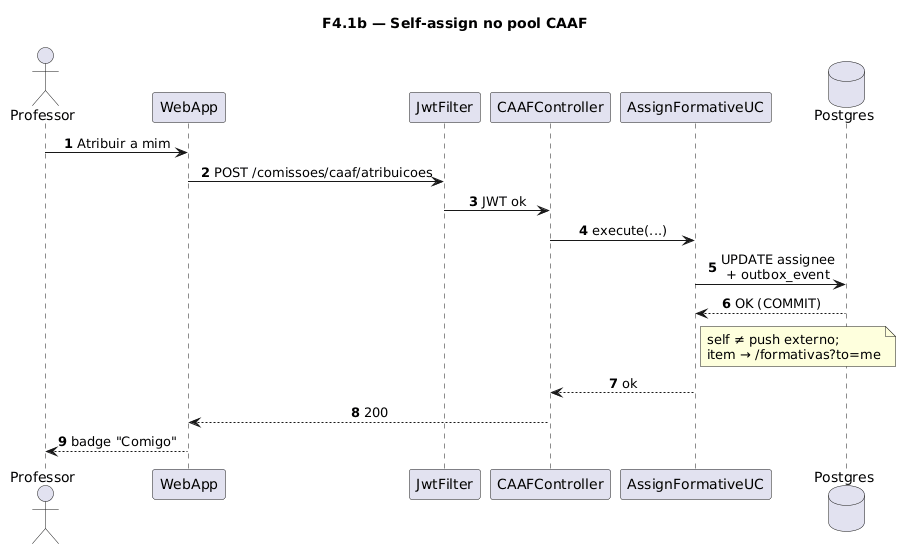 F4.1b — Self-assign no pool CAAF
Professor
WebApp
JwtFilter
CAAFController
AssignFormativeUC
Postgres
1 Atribuir a mim
2 POST /comissoes/caaf/atribuicoes
3 JWT ok
4 execute(...)
5 UPDATE assignee
+ outbox_event
6 OK (COMMIT)
self ≠ push externo;
item → /formativas?to=me
7 ok
8 200
9 badge "Comigo"
Professor
WebApp
JwtFilter
CAAFController
AssignFormativeUC
Postgres